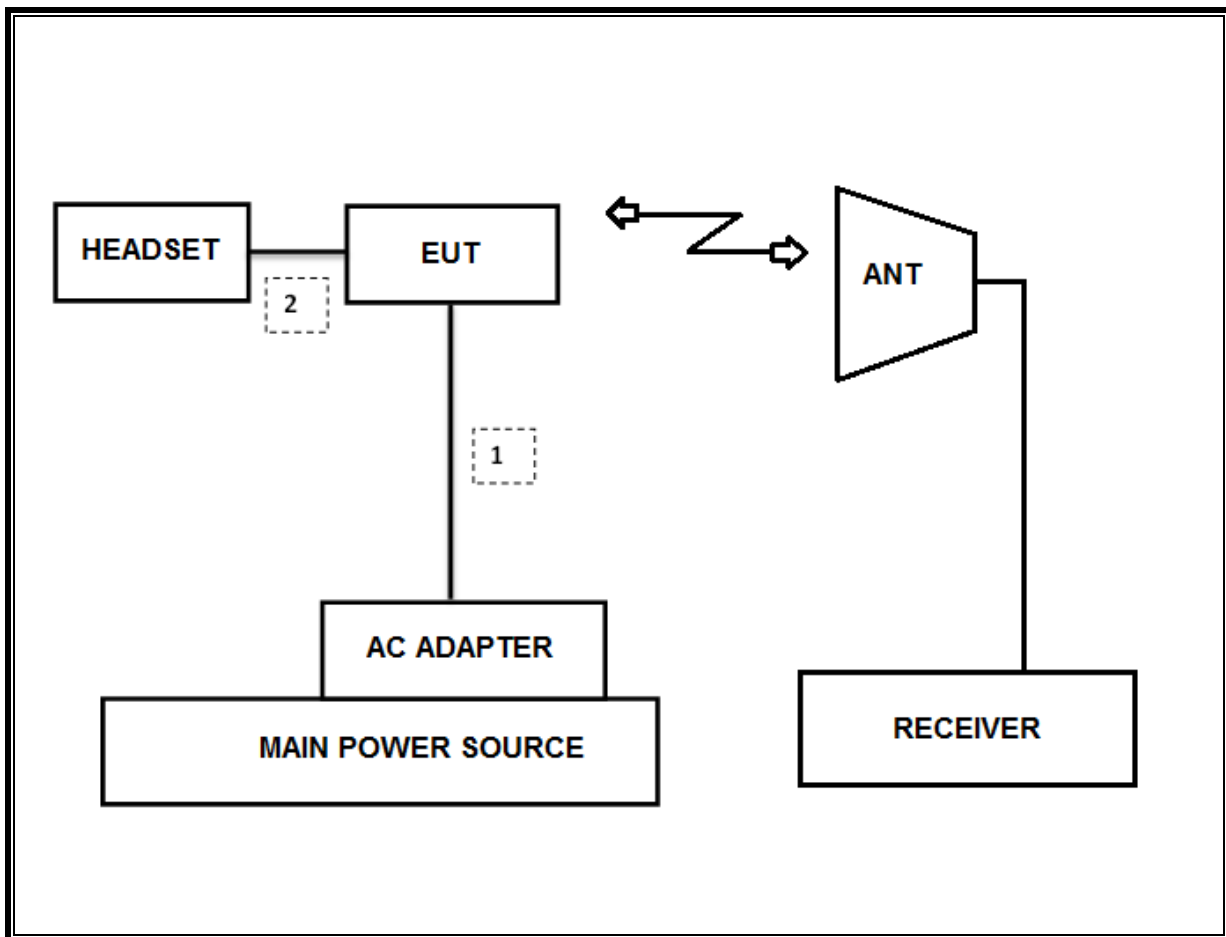 HEADSET
EUT
ANT
2
1
AC ADAPTER
MAIN POWER SOURCE
RECEIVER